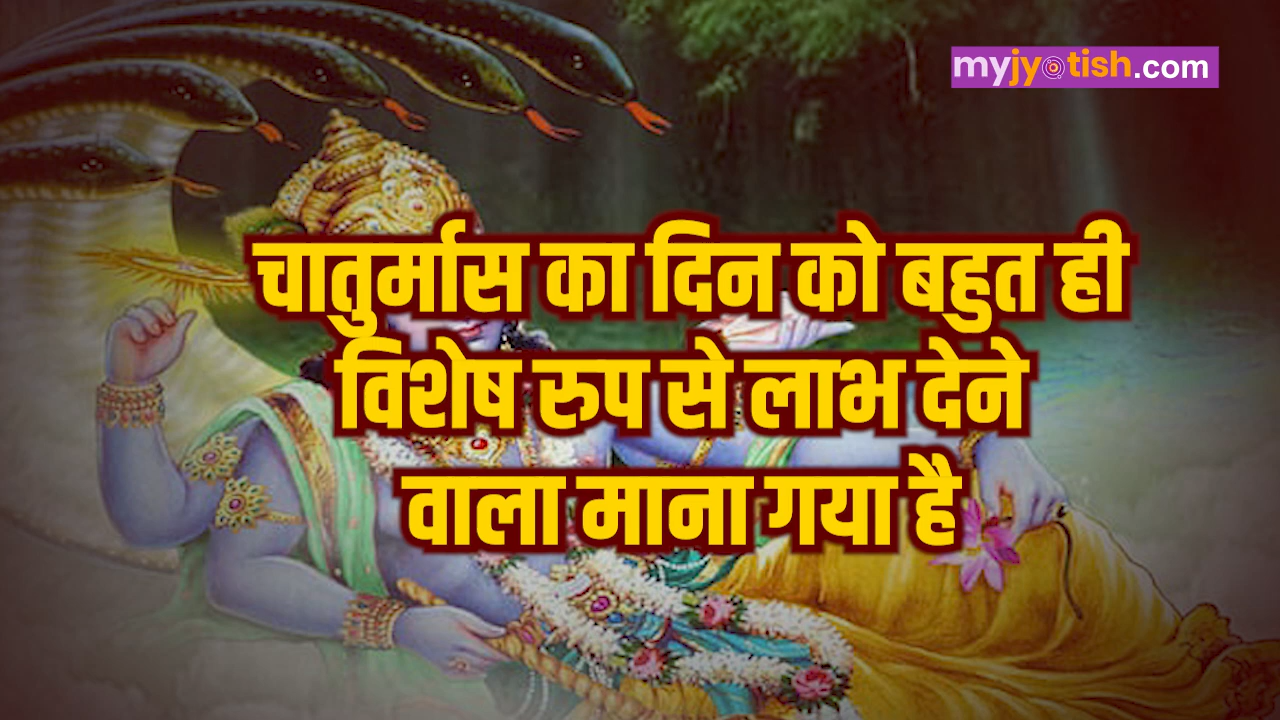 myjyotish.com
चातुर्मास का दिन को बहुत ही
विशेष रुप से लाभ देने
वाला माना गया है